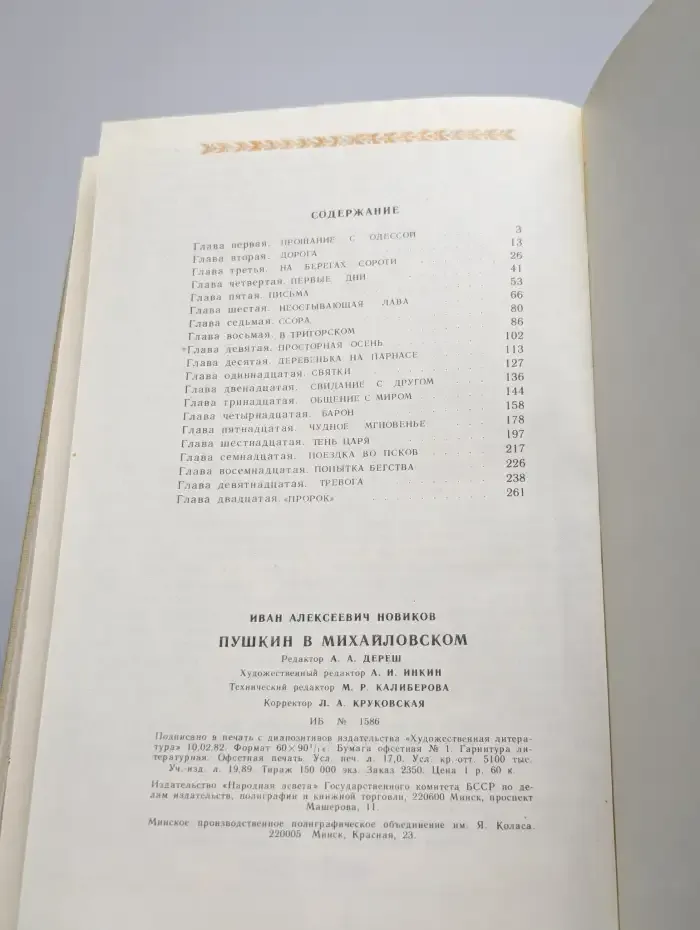 СОДЕРЖАНИЕ
Глава первая. ПРОЩАНИЕ С ОДЕССОЙ 3
Глава вторая. ДОРОГА 13
Глава третья. НА БЕРЕГАХ СОРОТИ 26
Глава четвертая. ПЕРВЫЕ ДНИ 41
Глава пятая. ПИСЬМА 53
Глава шестая. НЕОСТЫВАЮЩАЯ ЛАВА 66
Глава седьмая. ССОРА 80
Глава восьмая. В ТРИГОРСКОМ 86
Глава девятая. ПРОСТОРНАЯ ОСЕНЬ 102
Глава десятая. ДЕРЕВЕНЬКА НА ПАРНАСЕ 113
Глава одиннадцатая. СВЯТКИ 127
Глава двенадцатая. СВИДАНИЕ С ДРУГОМ 136
Глава тринадцатая. ОБЩЕНИЕ С МИРОМ 144
Глава четырнадцатая. БАРОН 158
Глава пятнадцатая. ЧУДНОЕ МГНОВЕНЬЕ 178
Глава шестнадцатая. ТЕНЬ ЦАРЯ 197
Глава семнадцатая. ПОЕЗДКА ВО ПСКОВ 217
Глава восемнадцатая. ПОПЫТКА БЕГСТВА 226
Глава девятнадцатая. ТРЕВОГА 238
Глава двадцатая. «ПРОРОК» 261
ИВАН АЛЕКСЕЕВИЧ НОВИКОВ
ПУШКИН В МИХАЙЛОВСКОМ
Редактор А. А. ДЕРЕШ
Художественный редактор А. И. ИНКИН
Технический редактор М. Р. КАЛИБЕРОВА
Корректор Л. А. КРУКОВСКАЯ
ИБ № 1586
Подписано в печать с диапозитивов издательства «Художественная литера-
тура» 10.02.82. Формат 60×90¹/₁₆. Бумага офсетная № 1. Гарнитура ли-
тературная. Офсетная печать. Усл. печ. л. 17,0. Усл. кр.-отт. 5100 тыс.
Уч.-изд. л. 19,89. Тираж 150 000 экз. Заказ 2350. Цена 1 р. 60 к.
Издательство «Народная асвета» Государственного комитета БССР по де-
лам издательств, полиграфии и книжной торговли, 220600 Минск, проспект
Машерова, 11.
Минское производственное полиграфическое объединение им. Я. Коласа.
220005 Минск, Красная, 23.